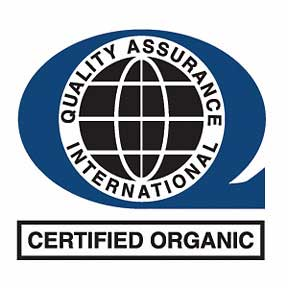 QUALITY ASSURANCE
INTERNATIONAL
CERTIFIED ORGANIC